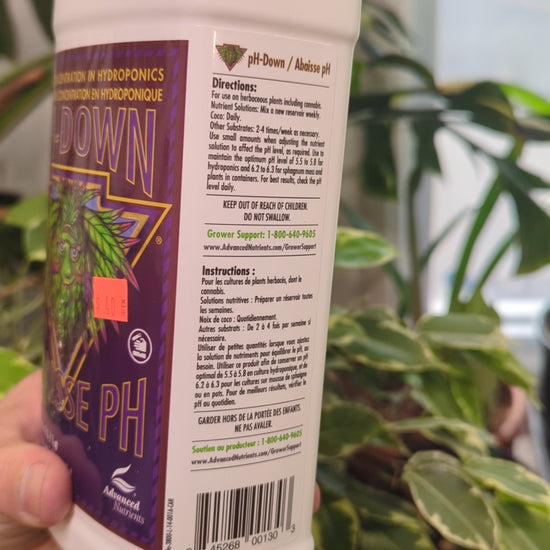 CENTRATION IN HYDROPONICS
CONCENTRATION EN HYDROPONIQUE
-DOWN
®
SSE PH
Advanced
Nutrients
pH-Down / Abaisse pH
Directions:
For use on herbaceous plants including cannabis.
Nutrient Solutions: Mix a new reservoir weekly.
Coco: Daily.
Other Substrates: 2-4 times/week as necessary.
Use small amounts when adjusting the nutrient
solution to affect the pH level, as required. Use to
maintain the optimum pH level of 5.5 to 5.8 for
hydroponics and 6.2 to 6.3 for sphagnum moss and
plants in containers. For best results, check the pH
level daily.
KEEP OUT OF REACH OF CHILDREN.
DO NOT SWALLOW.
Grower Support: 1-800-640-9605
www.AdvancedNutrients.com/GrowerSupport
Instructions :
Pour les cultures de plantes herbacés, dont le
cannabis.
Solutions nutritives : Préparer un réservoir toutes
les semaines.
Noix de coco : Quotidiennement.
Autres substrats : De 2 à 4 fois par semaine si
nécessaire.
Utiliser de petites quantités lorsque vous ajustez
la solution de nutriments pour équilibrer le pH, au
besoin. Utiliser ce produit afin de conserver un pH
optimal de 5.5 à 5.8 en culture hydroponique, et de
6.2 à 6.3 pour les cultures sur mousse de sphaigne
ou en pots. Pour de meilleurs résultats, vérifier le
pH au quotidien.
GARDER HORS DE LA PORTÉE DES ENFANTS.
NE PAS AVALER.
Soutien au producteur : 1-800-640-9605
www.AdvancedNutrients.com/GrowerSupport
45268 00130 3